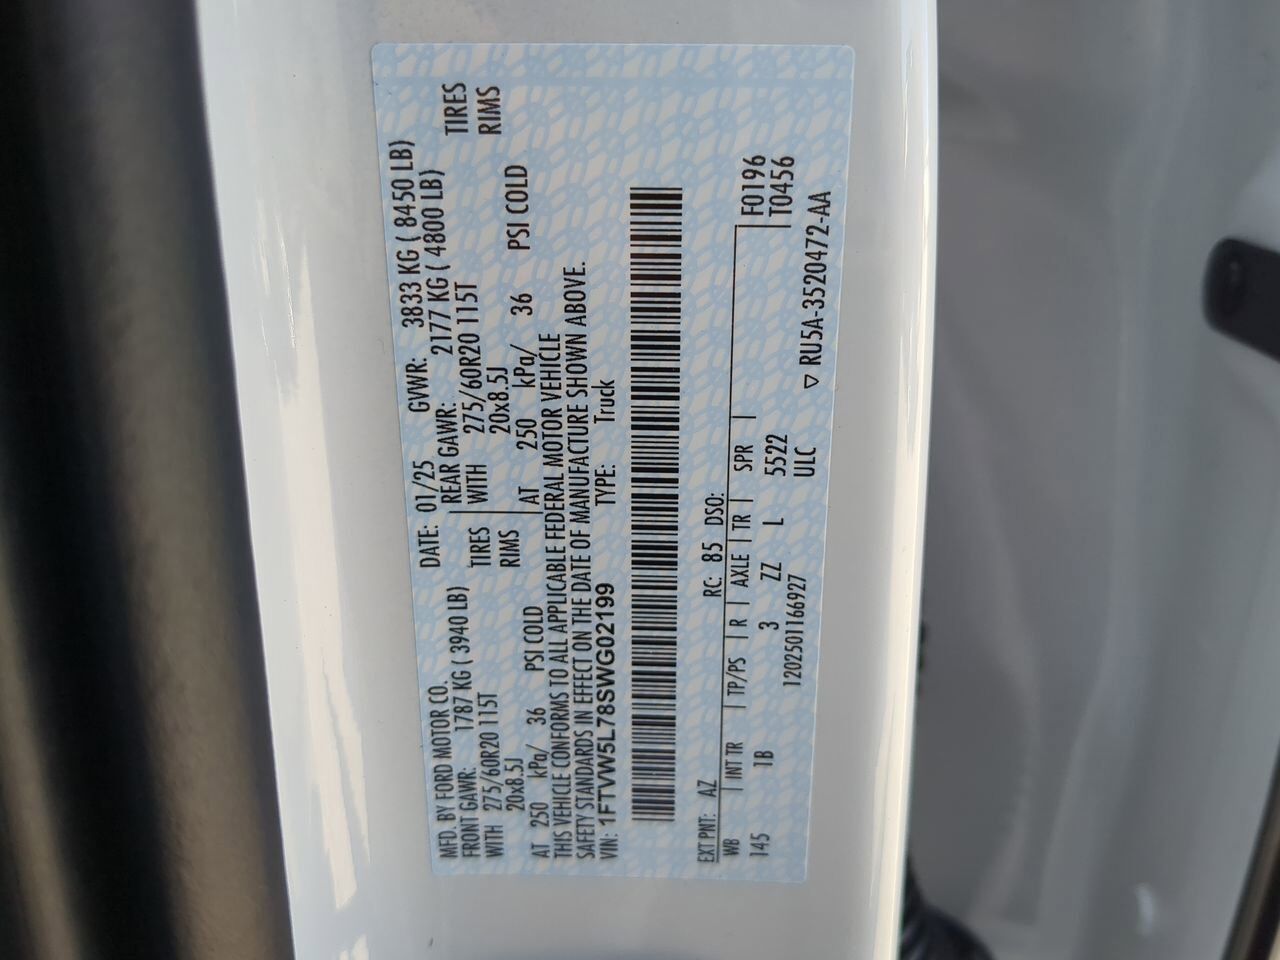 MFD. BY FORD MOTOR CO.
DATE: 01/25 GVWR: 3833 KG ( 8450 LB)
FRONT GAWR: 1787 KG ( 3940 LB) REAR GAWR: 2177 KG ( 4800 LB)
WITH 275/60R20 115T TIRES WITH 275/60R20 115T TIRES
20x8.5J RIMS 20x8.5J RIMS
AT 250 kPa/ 36 PSI COLD AT 250 kPa/ 36 PSI COLD
THIS VEHICLE CONFORMS TO ALL APPLICABLE FEDERAL MOTOR VEHICLE
SAFETY STANDARDS IN EFFECT ON THE DATE OF MANUFACTURE SHOWN ABOVE.
VIN: 1FTVW5L78SWG02199 TYPE: Truck
EXT PNT: AZ RC: 85 DSO:
WB INT TR TP/PS R AXLE TR SPR F0196
145 1B 3 ZZ L 5522 T0456
1202501166927 ULC ▽ RU5A-3520472-AA